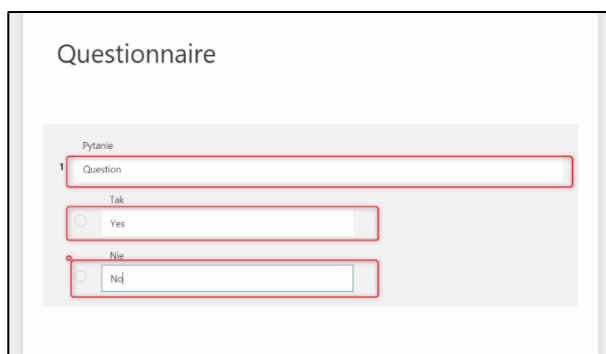 Questionnaire
Pytanie
1 Question
Tak
Yes
Nie
No